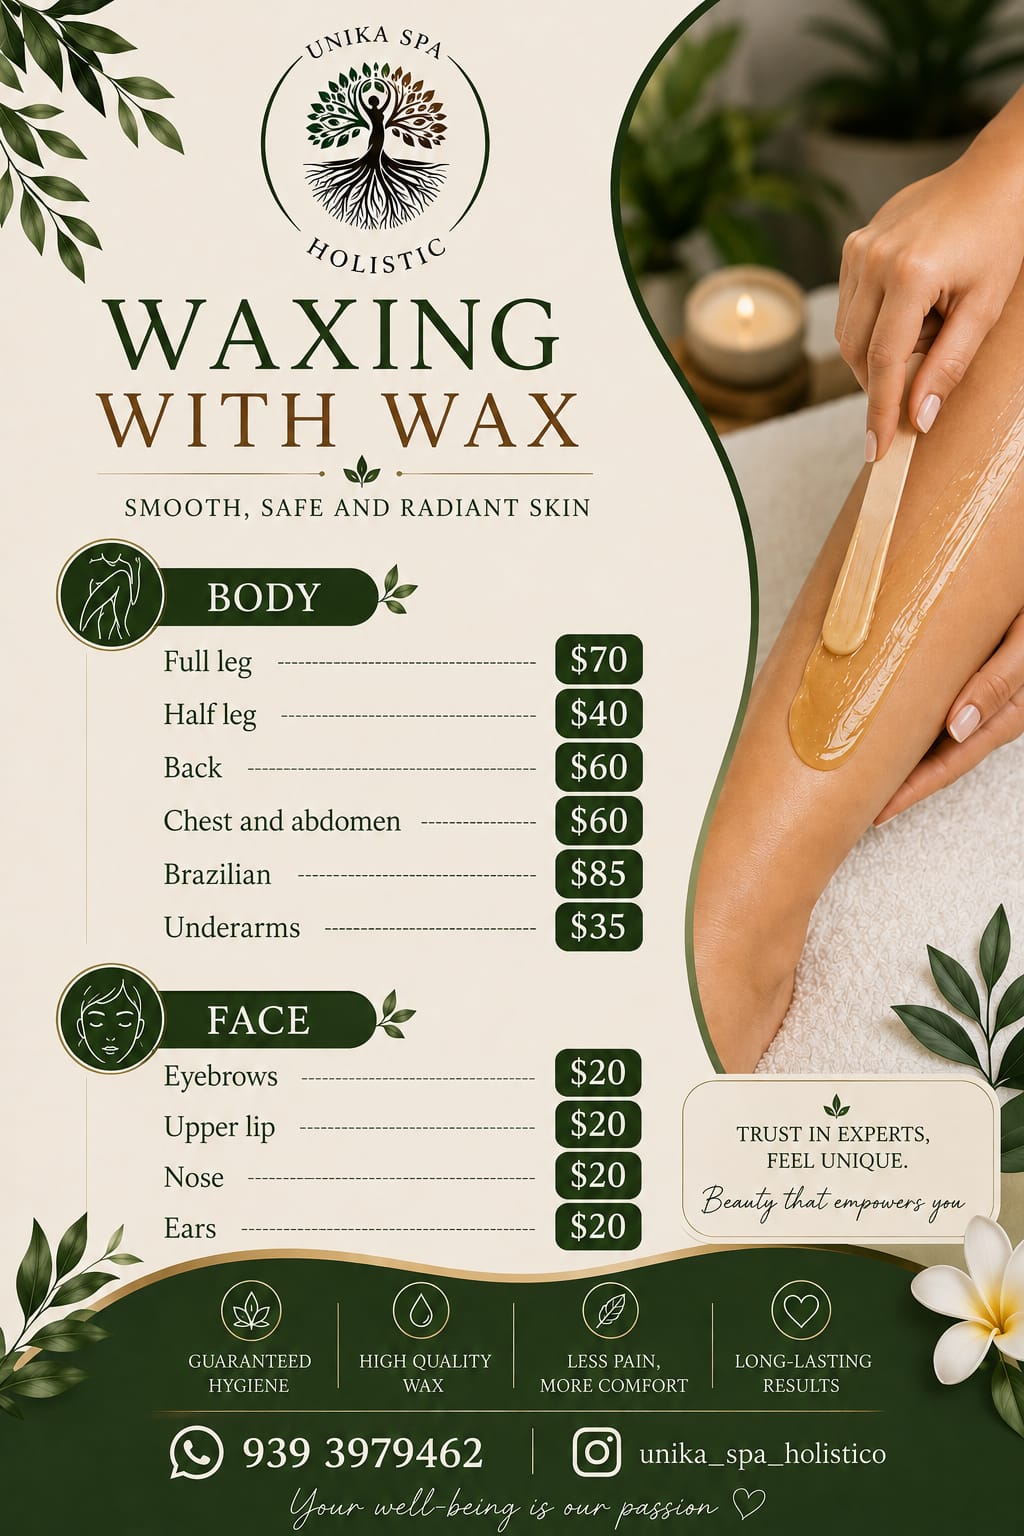 UNIKA SPA
HOLISTIC
WAXING
WITH WAX
SMOOTH, SAFE AND RADIANT SKIN
BODY
Full leg $70
Half leg $40
Back $60
Chest and abdomen $60
Brazilian $85
Underarms $35
FACE
Eyebrows $20
Upper lip $20
Nose $20
Ears $20
TRUST IN EXPERTS,
FEEL UNIQUE.
Beauty that empowers you
GUARANTEED
HYGIENE
HIGH QUALITY
WAX
LESS PAIN,
MORE COMFORT
LONG-LASTING
RESULTS
939 3979462
unika_spa_holistico
Your well-being is our passion